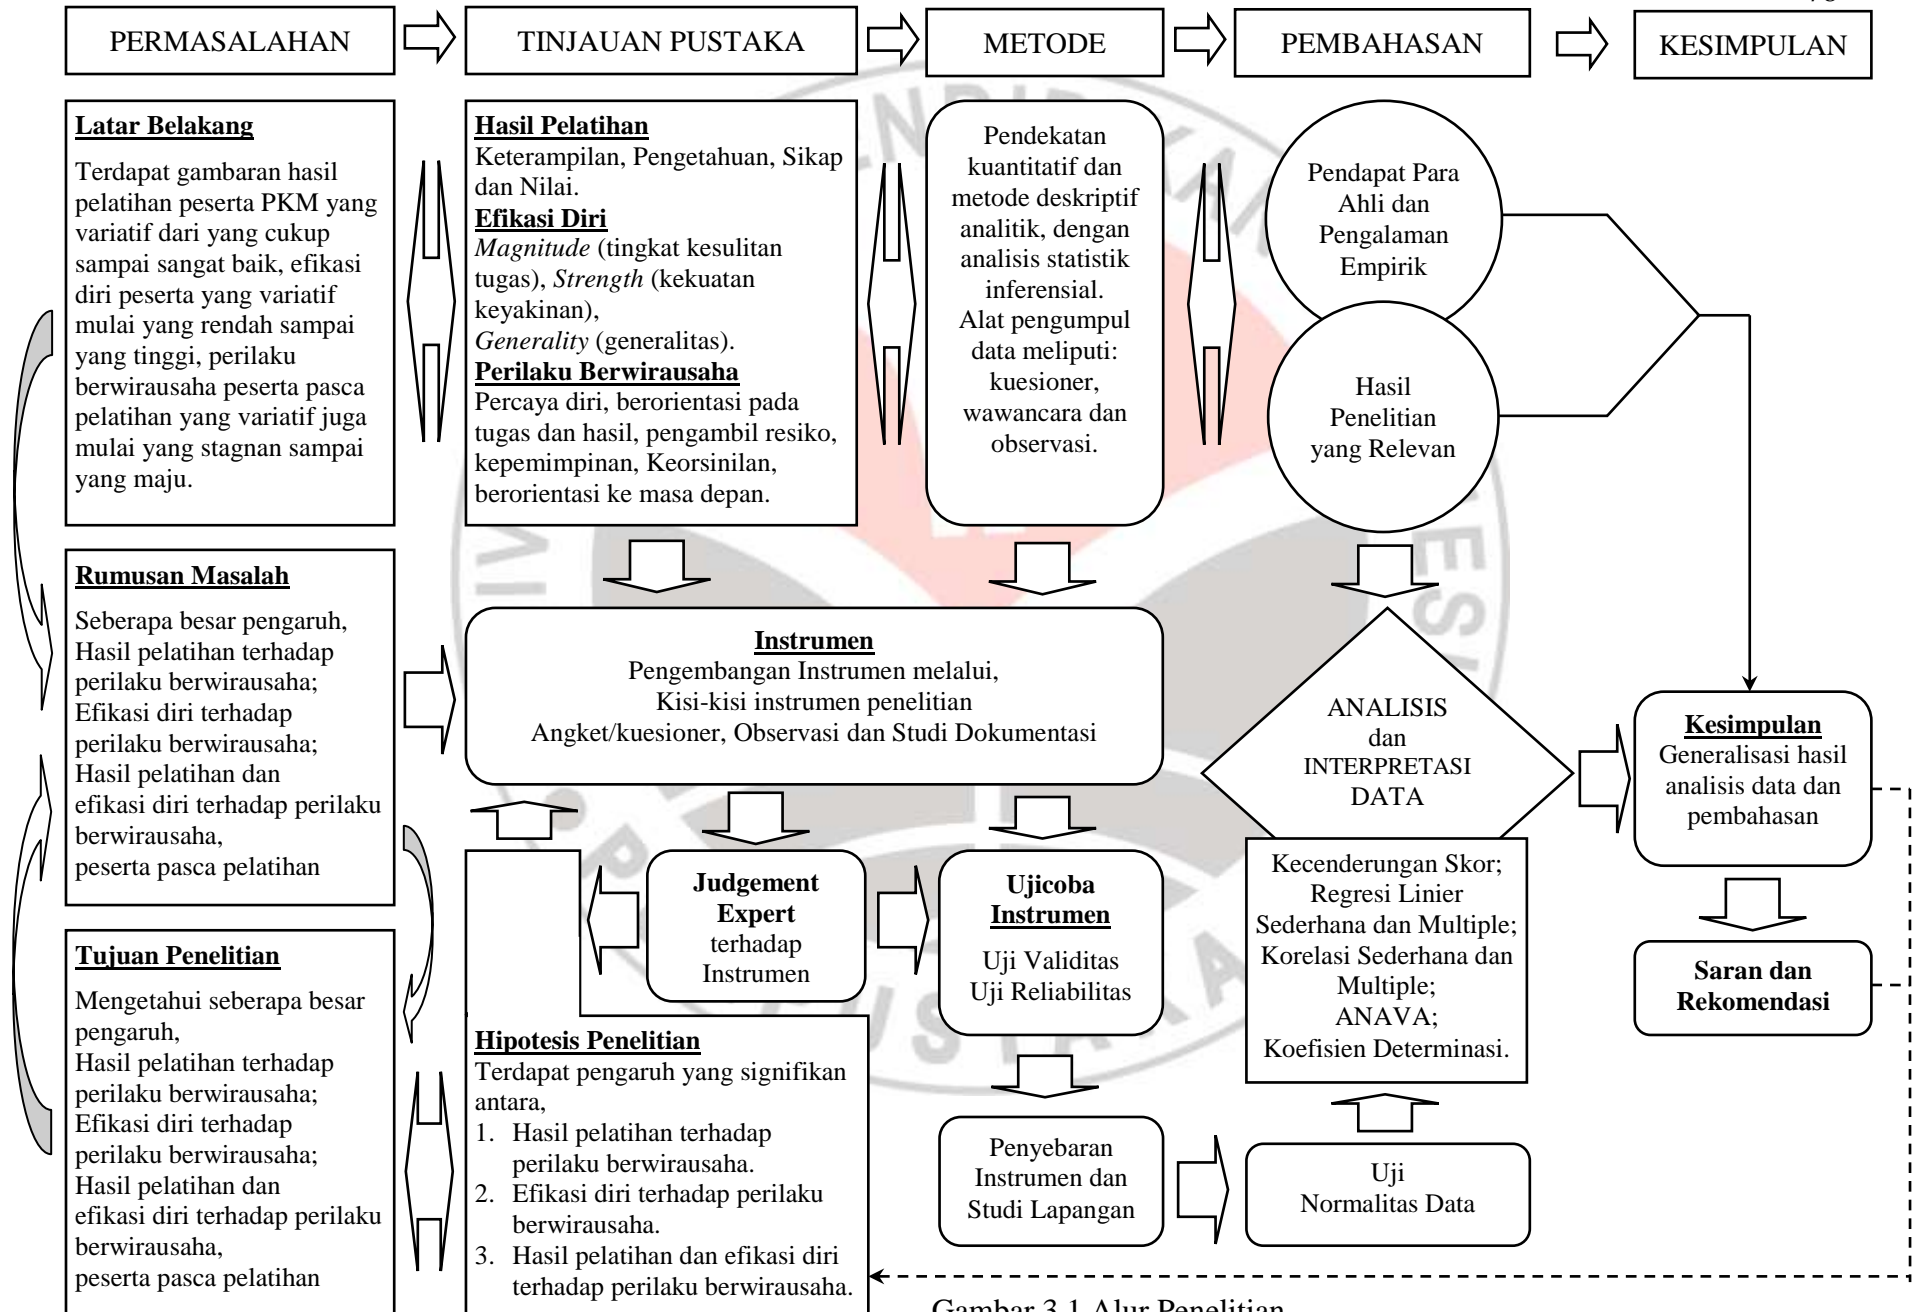 PERMASALAHAN
TINJAUAN PUSTAKA
METODE
PEMBAHASAN
KESIMPULAN
Latar Belakang
Terdapat gambaran hasil
pelatihan peserta PKM yang
variatif dari yang cukup
sampai sangat baik, efikasi
diri peserta yang variatif
mulai yang rendah sampai
yang tinggi, perilaku
berwirausaha peserta pasca
pelatihan yang variatif juga
mulai yang stagnan sampai
yang maju.
Hasil Pelatihan
Keterampilan, Pengetahuan, Sikap
dan Nilai.
Efikasi Diri
Magnitude (tingkat kesulitan
tugas), Strength (kekuatan
keyakinan),
Generality (generalitas).
Perilaku Berwirausaha
Percaya diri, berorientasi pada
tugas dan hasil, pengambil resiko,
kepemimpinan, Keorsinilan,
berorientasi ke masa depan.
Pendekatan
kuantitatif dan
metode deskriptif
analitik, dengan
analisis statistik
inferensial.
Alat pengumpul
data meliputi:
kuesioner,
wawancara dan
observasi.
Pendapat Para
Ahli dan
Pengalaman
Empirik
Hasil
Penelitian
yang Relevan
Rumusan Masalah
Seberapa besar pengaruh,
Hasil pelatihan terhadap
perilaku berwirausaha;
Efikasi diri terhadap
perilaku berwirausaha;
Hasil pelatihan dan
efikasi diri terhadap perilaku
berwirausaha,
peserta pasca pelatihan
Instrumen
Pengembangan Instrumen melalui,
Kisi-kisi instrumen penelitian
Angket/kuesioner, Observasi dan Studi Dokumentasi
ANALISIS
dan
INTERPRETASI
DATA
Kesimpulan
Generalisasi hasil
analisis data dan
pembahasan
Judgement
Expert
terhadap
Instrumen
Ujicoba
Instrumen
Uji Validitas
Uji Reliabilitas
Kecenderungan Skor;
Regresi Linier
Sederhana dan Multiple;
Korelasi Sederhana dan
Multiple;
ANAVA;
Koefisien Determinasi.
Saran dan
Rekomendasi
Tujuan Penelitian
Mengetahui seberapa besar
pengaruh,
Hasil pelatihan terhadap
perilaku berwirausaha;
Efikasi diri terhadap
perilaku berwirausaha;
Hasil pelatihan dan
efikasi diri terhadap perilaku
berwirausaha,
peserta pasca pelatihan
Hipotesis Penelitian
Terdapat pengaruh yang signifikan
antara,
1. Hasil pelatihan terhadap
perilaku berwirausaha.
2. Efikasi diri terhadap perilaku
berwirausaha.
3. Hasil pelatihan dan efikasi diri
terhadap perilaku berwirausaha.
Penyebaran
Instrumen dan
Studi Lapangan
Uji
Normalitas Data
Gambar 3.1 Alur Penelitian